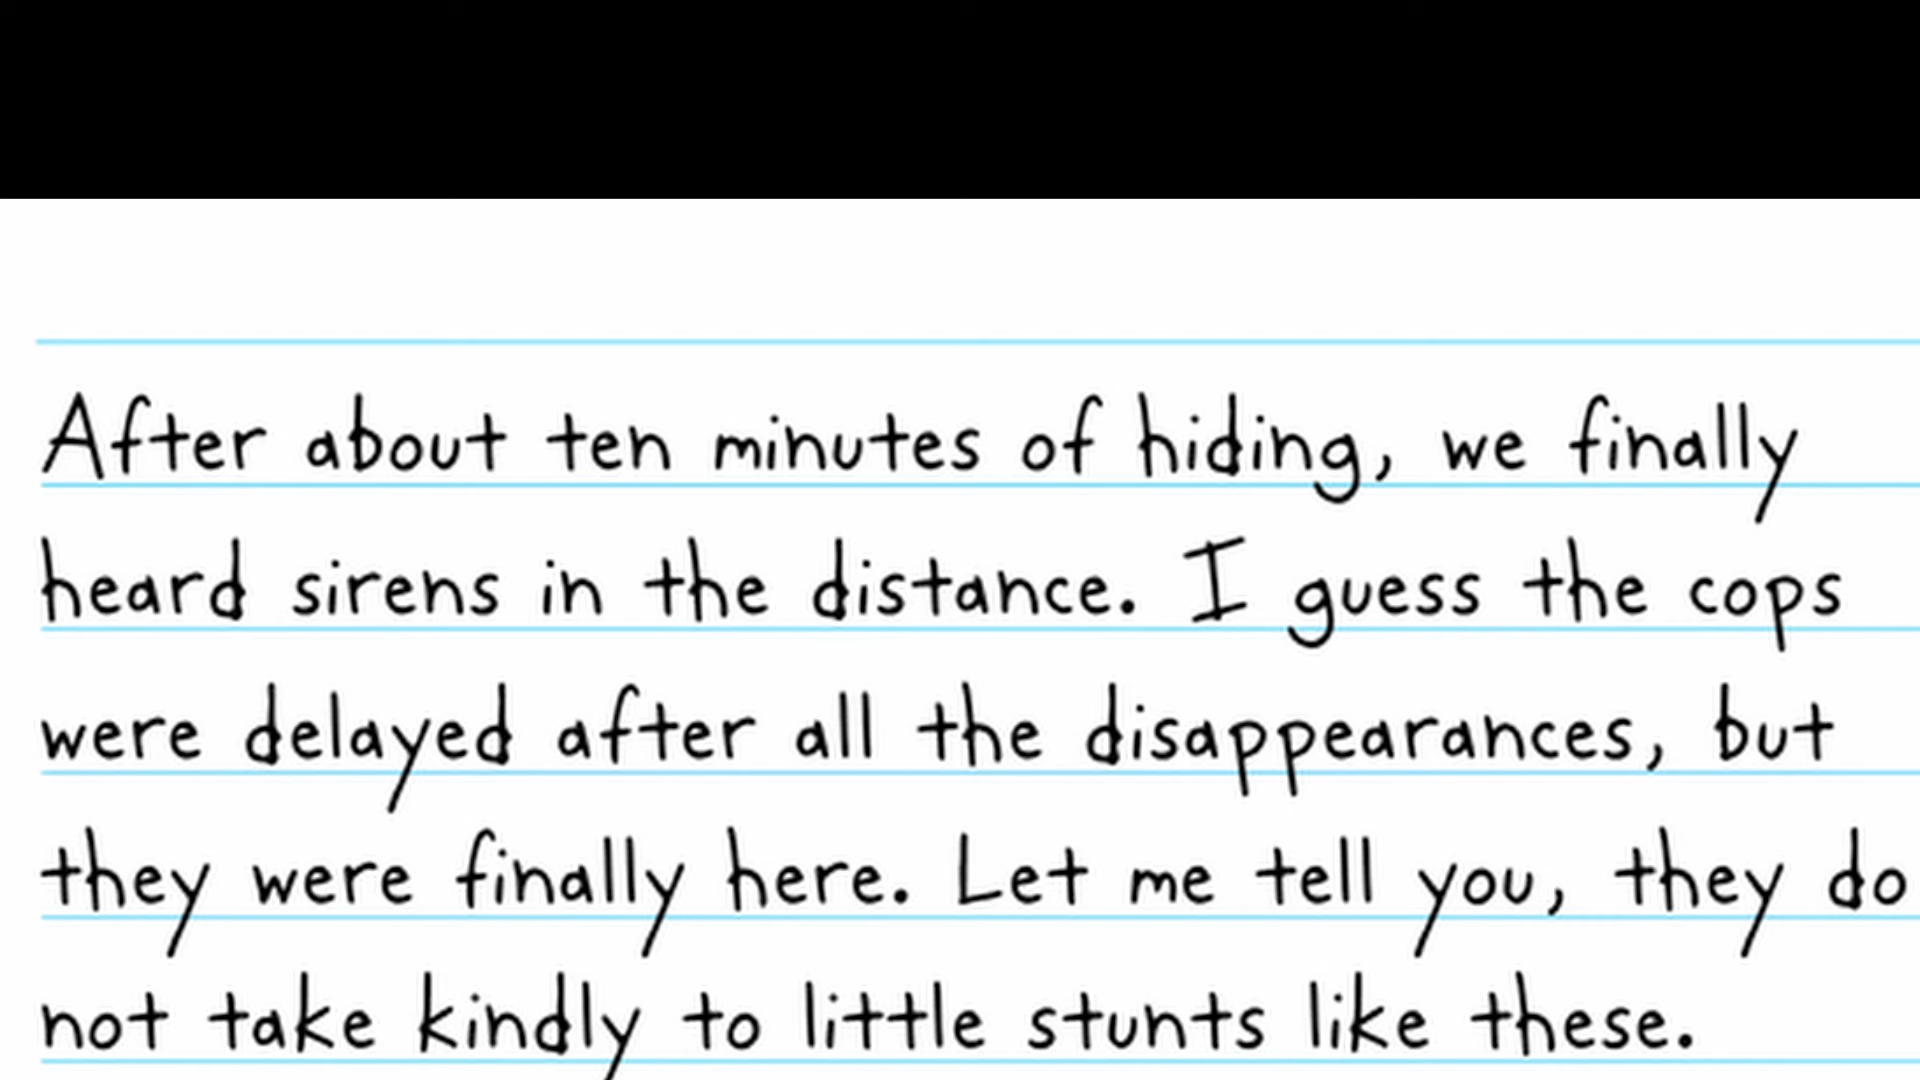 After about ten minutes of hiding, we finally
heard sirens in the distance. I guess the cops
were delayed after all the disappearances, but
they were finally here. Let me tell you, they do
not take kindly to little stunts like these.